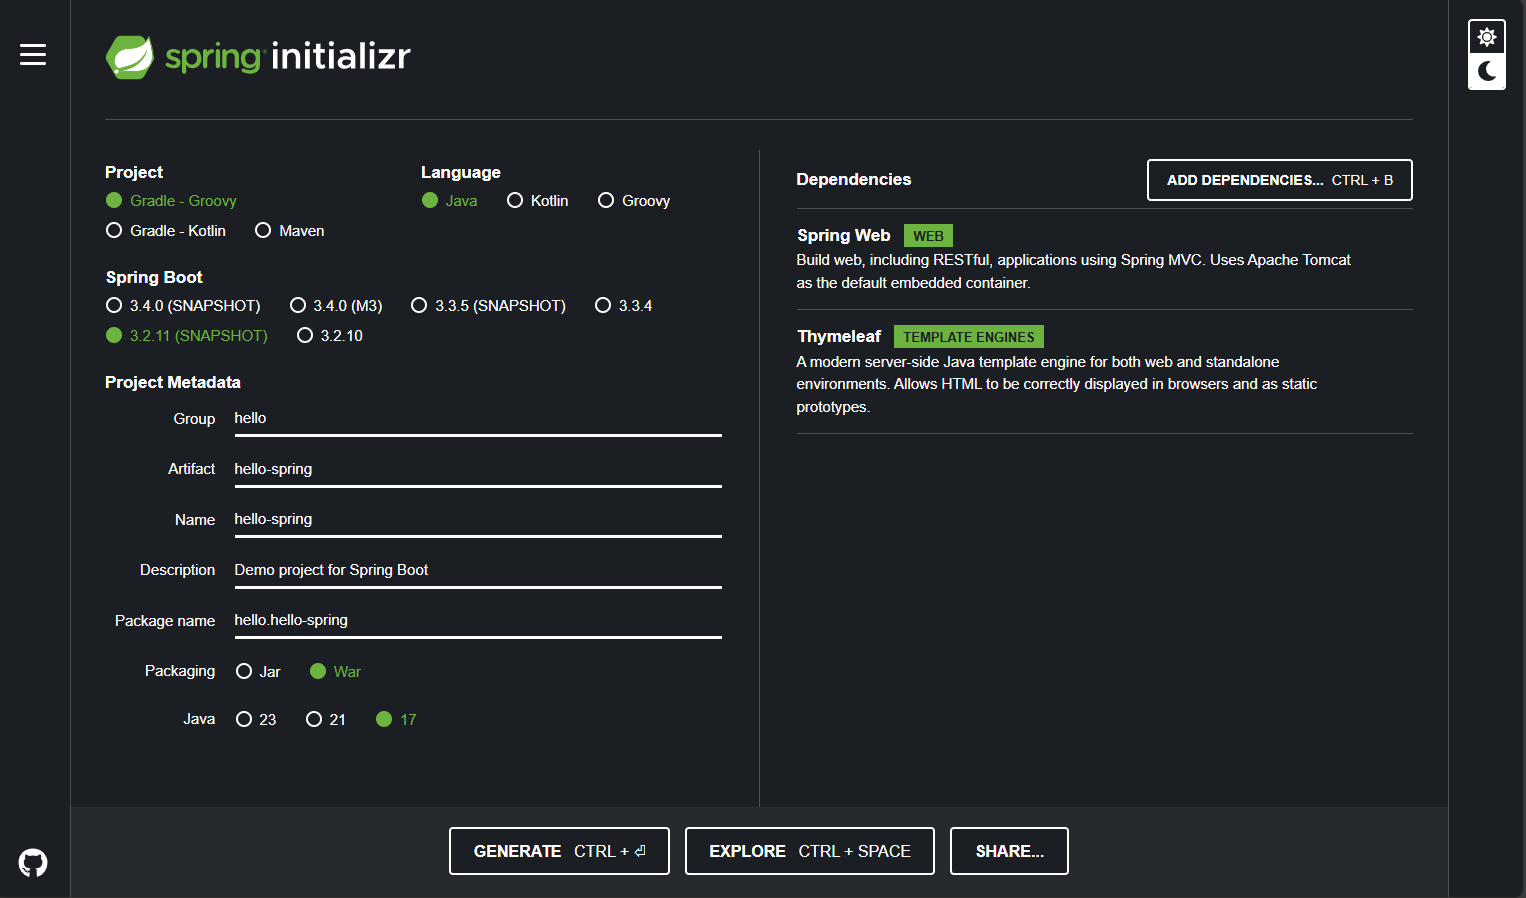 spring initializr
Project
Gradle - Groovy
Gradle - Kotlin Maven
Language
Java Kotlin Groovy
Spring Boot
3.4.0 (SNAPSHOT) 3.4.0 (M3) 3.3.5 (SNAPSHOT) 3.3.4
3.2.11 (SNAPSHOT) 3.2.10
Project Metadata
Group hello
Artifact hello-spring
Name hello-spring
Description Demo project for Spring Boot
Package name hello.hello-spring
Packaging Jar War
Java 23 21 17
Dependencies
ADD DEPENDENCIES... CTRL + B
Spring Web WEB
Build web, including RESTful, applications using Spring MVC. Uses Apache Tomcat
as the default embedded container.
Thymeleaf TEMPLATE ENGINES
A modern server-side Java template engine for both web and standalone
environments. Allows HTML to be correctly displayed in browsers and as static
prototypes.
GENERATE CTRL + ⏎ EXPLORE CTRL + SPACE SHARE...